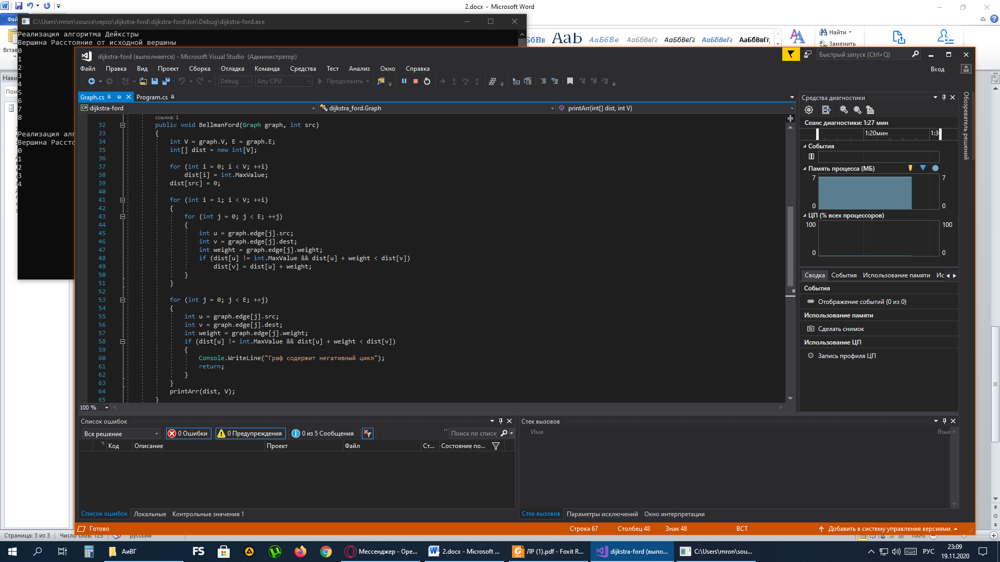 2.docx - Microsoft Word
Фай
C:\Users\mron\source\repos\dijkstra-ford\dijkstra-ford\bin\Debug\dijkstra-ford.exe
Реализация алгоритма Дейкстры
Вершина Расстояние от исходной вершины
0
1
2
3
4
5
6
7
8
Реализация алг
Вершина Рассто
0
1
2
3
4
Встав
Нави
Пои
АаБ
АаБбВв.
АаБбВвГг
АаБбВвГг
АаБбВвГг
АаБбВвГг,
Найти
Заменить
dijkstra-ford (выполняется) - Microsoft Visual Studio (Администратор)
Быстрый запуск (Ctrl+Q)
Файл Правка Вид Проект Сборка Отладка Команда Средства Тест Анализ Окно Справка
Вход
Debug
Any CPU
Продолжить
Graph.cs
Program.cs
dijkstra-ford
dijkstra_ford.Graph
printArr(int[] dist, int V)
ссылка: 1
32 public void BellmanFord(Graph graph, int src)
33 {
34 int V = graph.V, E = graph.E;
35 int[] dist = new int[V];
36
37 for (int i = 0; i < V; ++i)
38 dist[i] = int.MaxValue;
39 dist[src] = 0;
40
41 for (int i = 1; i < V; ++i)
42 {
43 for (int j = 0; j < E; ++j)
44 {
45 int u = graph.edge[j].src;
46 int v = graph.edge[j].dest;
47 int weight = graph.edge[j].weight;
48 if (dist[u] != int.MaxValue && dist[u] + weight < dist[v])
49 dist[v] = dist[u] + weight;
50 }
51 }
52
53 for (int j = 0; j < E; ++j)
54 {
55 int u = graph.edge[j].src;
56 int v = graph.edge[j].dest;
57 int weight = graph.edge[j].weight;
58 if (dist[u] != int.MaxValue && dist[u] + weight < dist[v])
59 {
60 Console.WriteLine("Граф содержит негативный цикл");
61 return;
62 }
63 }
64 printArr(dist, V);
65 }
100 %
Средства диагностики
Сеанс диагностики: 1:27 мин
1:20мин
1:3
События
Память процесса (МБ)
7 7
0 0
ЦП (% всех процессоров)
100 100
0 0
Сводка События Использование памяти Ис
События
Отображение событий (0 из 0)
Использование памяти
Сделать снимок
Использование ЦП
Запись профиля ЦП
Обозреватель решений
Список ошибок
Все решение
0 Ошибки
0 Предупреждения
0 из 5 Сообщения
Поиск по списк
Код Описание Проект Файл Ст... Состояние по...
Список ошибок Локальные Контрольные значения 1
Стек вызовов
Имя
Язык
Стек вызовов Параметры исключений Окно интерпретации
Готово
Строка 67 Столбец 48 Знак 48 ВСТ
Добавить в систему управления версиями
Страница: 3 из 3
Число слов: 125
русский
100%
АиВГ
FS
Мессенджер - Opе...
2.docx - Microsoft ...
ЛР (1).pdf - Foxit R...
dijkstra-ford (выпо...
C:\Users\mron\sou...
РУС
23:09
19.11.2020